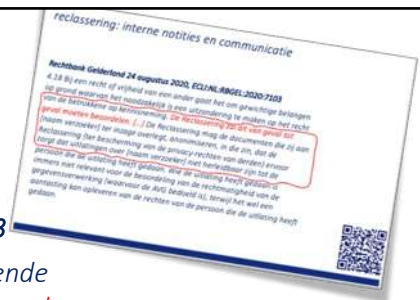 reclassering: interne notities en communicatie
Rechtbank Gelderland 24 augustus 2020, ECLI:NL:RBGEL:2020:7103
4.18 Bij een recht of vrijheid van een ander gaat het om gewichtige belangen
op grond waarvan het noodzakelijk is een uitzondering te maken op het recht
van de betrokkene op kennisneming. De Reclassering zal dit van geval tot
geval moeten beoordelen. [...] De Reclassering mag de documenten die zij aan
[naam verzoeker] ter inzage overlegt, anonimiseren, in die zin, dat de
Reclassering (ter bescherming van de privacy-rechten van derden) ervoor
zorgt dat uitlatingen over [naam verzoeker] niet herleidbaar zijn tot de
persoon die de uitlating heeft gedaan. Wie de uitlating heeft gedaan is
immers niet relevant voor de beoordeling van de rechtmatigheid van de
gegevensverwerking (waarvoor de AVG bedoeld is), terwijl het wel een
aantasting kan opleveren van de rechten van de persoon die de uitlating heeft
gedaan.
ende